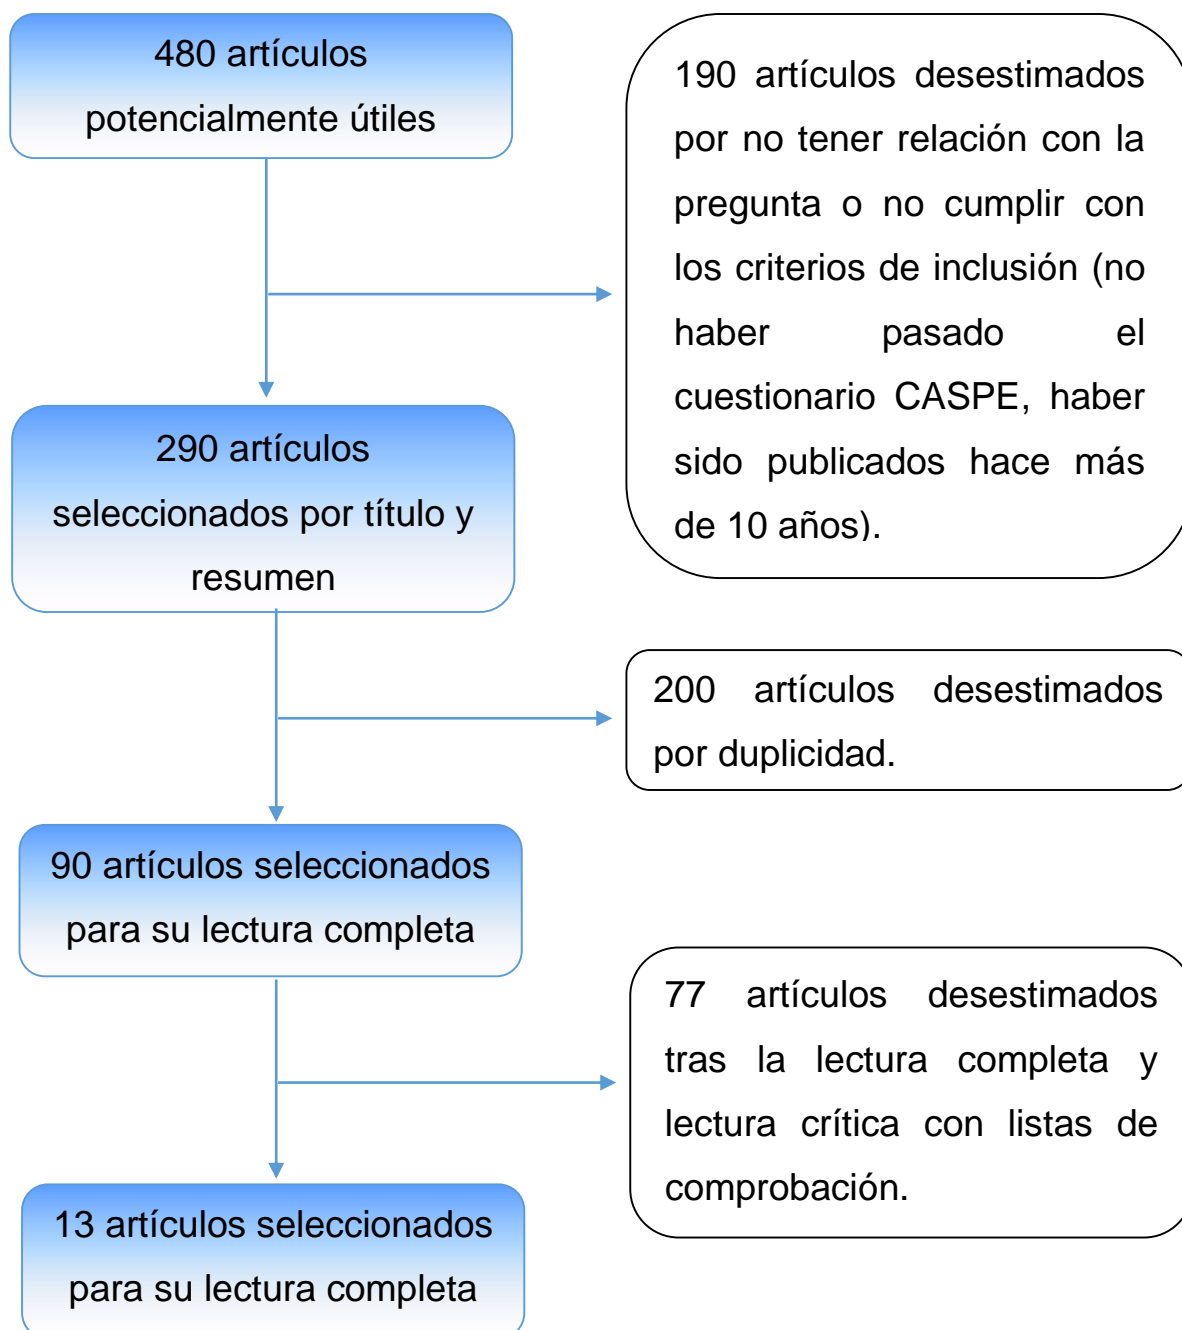 480 artículos
potencialmente útiles
190 artículos desestimados
por no tener relación con la
pregunta o no cumplir con
los criterios de inclusión (no
haber pasado el
cuestionario CASPE, haber
sido publicados hace más
de 10 años).
290 artículos
seleccionados por título y
resumen
200 artículos desestimados
por duplicidad.
90 artículos seleccionados
para su lectura completa
77 artículos desestimados
tras la lectura completa y
lectura crítica con listas de
comprobación.
13 artículos seleccionados
para su lectura completa